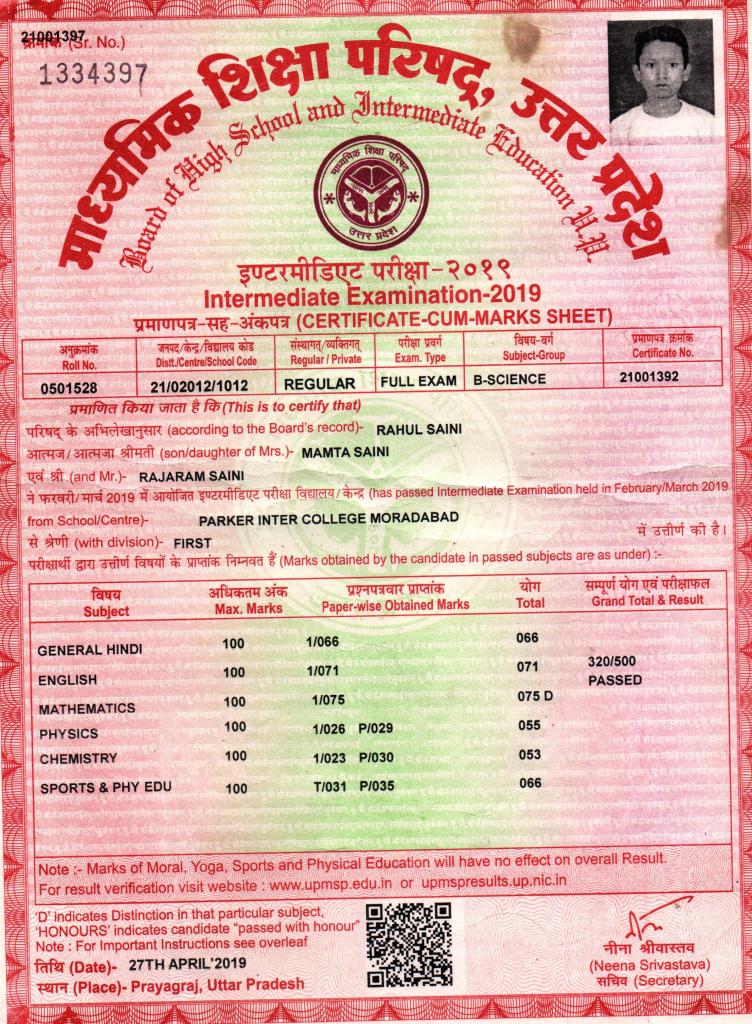 21001397
क्रमांक (Sr. No.)
1334397
माध्यमिक शिक्षा परिषद्, उत्तर प्रदेश
Board of High School and Intermediate Education U.P.
माध्यमिक शिक्षा परिषद्
उत्तर प्रदेश
इण्टरमीडिएट परीक्षा-२०१९
Intermediate Examination-2019
प्रमाणपत्र-सह-अंकपत्र (CERTIFICATE-CUM-MARKS SHEET)
अनुक्रमांक जनपद/केन्द्र/विद्यालय कोड संस्थागत/व्यक्तिगत् परीक्षा प्रवर्ग विषय-वर्ग प्रमाणपत्र क्रमांक
Roll No. Distt./Centre/School Code Regular / Private Exam. Type Subject-Group Certificate No.
0501528 21/02012/1012 REGULAR FULL EXAM B-SCIENCE 21001392
प्रमाणित किया जाता है कि (This is to certify that)
परिषद् के अभिलेखानुसार (according to the Board's record)- RAHUL SAINI
आत्मज/आत्मजा श्रीमती (son/daughter of Mrs.)- MAMTA SAINI
एवं श्री (and Mr.)- RAJARAM SAINI
ने फरवरी/मार्च 2019 में आयोजित इण्टरमीडिएट परीक्षा विद्यालय/केन्द्र (has passed Intermediate Examination held in February/March 2019
from School/Centre)- PARKER INTER COLLEGE MORADABAD
से श्रेणी (with division)- FIRST में उत्तीर्ण की है।
परीक्षार्थी द्वारा उत्तीर्ण विषयों के प्राप्तांक निम्नवत हैं (Marks obtained by the candidate in passed subjects are as under) :-
विषय अधिकतम अंक प्रश्नपत्रवार प्राप्तांक योग सम्पूर्ण योग एवं परीक्षाफल
Subject Max. Marks Paper-wise Obtained Marks Total Grand Total & Result
GENERAL HINDI 100 1/066 066
ENGLISH 100 1/071 071 320/500
PASSED
MATHEMATICS 100 1/075 075 D
PHYSICS 100 1/026 P/029 055
CHEMISTRY 100 1/023 P/030 053
SPORTS & PHY EDU 100 T/031 P/035 066
Note :- Marks of Moral, Yoga, Sports and Physical Education will have no effect on overall Result.
For result verification visit website : www.upmsp.edu.in or upmspresults.up.nic.in
'D' indicates Distinction in that particular subject,
'HONOURS' indicates candidate "passed with honour"
Note : For Important Instructions see overleaf
तिथि (Date)- 27TH APRIL'2019
स्थान (Place)- Prayagraj, Uttar Pradesh
नीना श्रीवास्तव
(Neena Srivastava)
सचिव (Secretary)